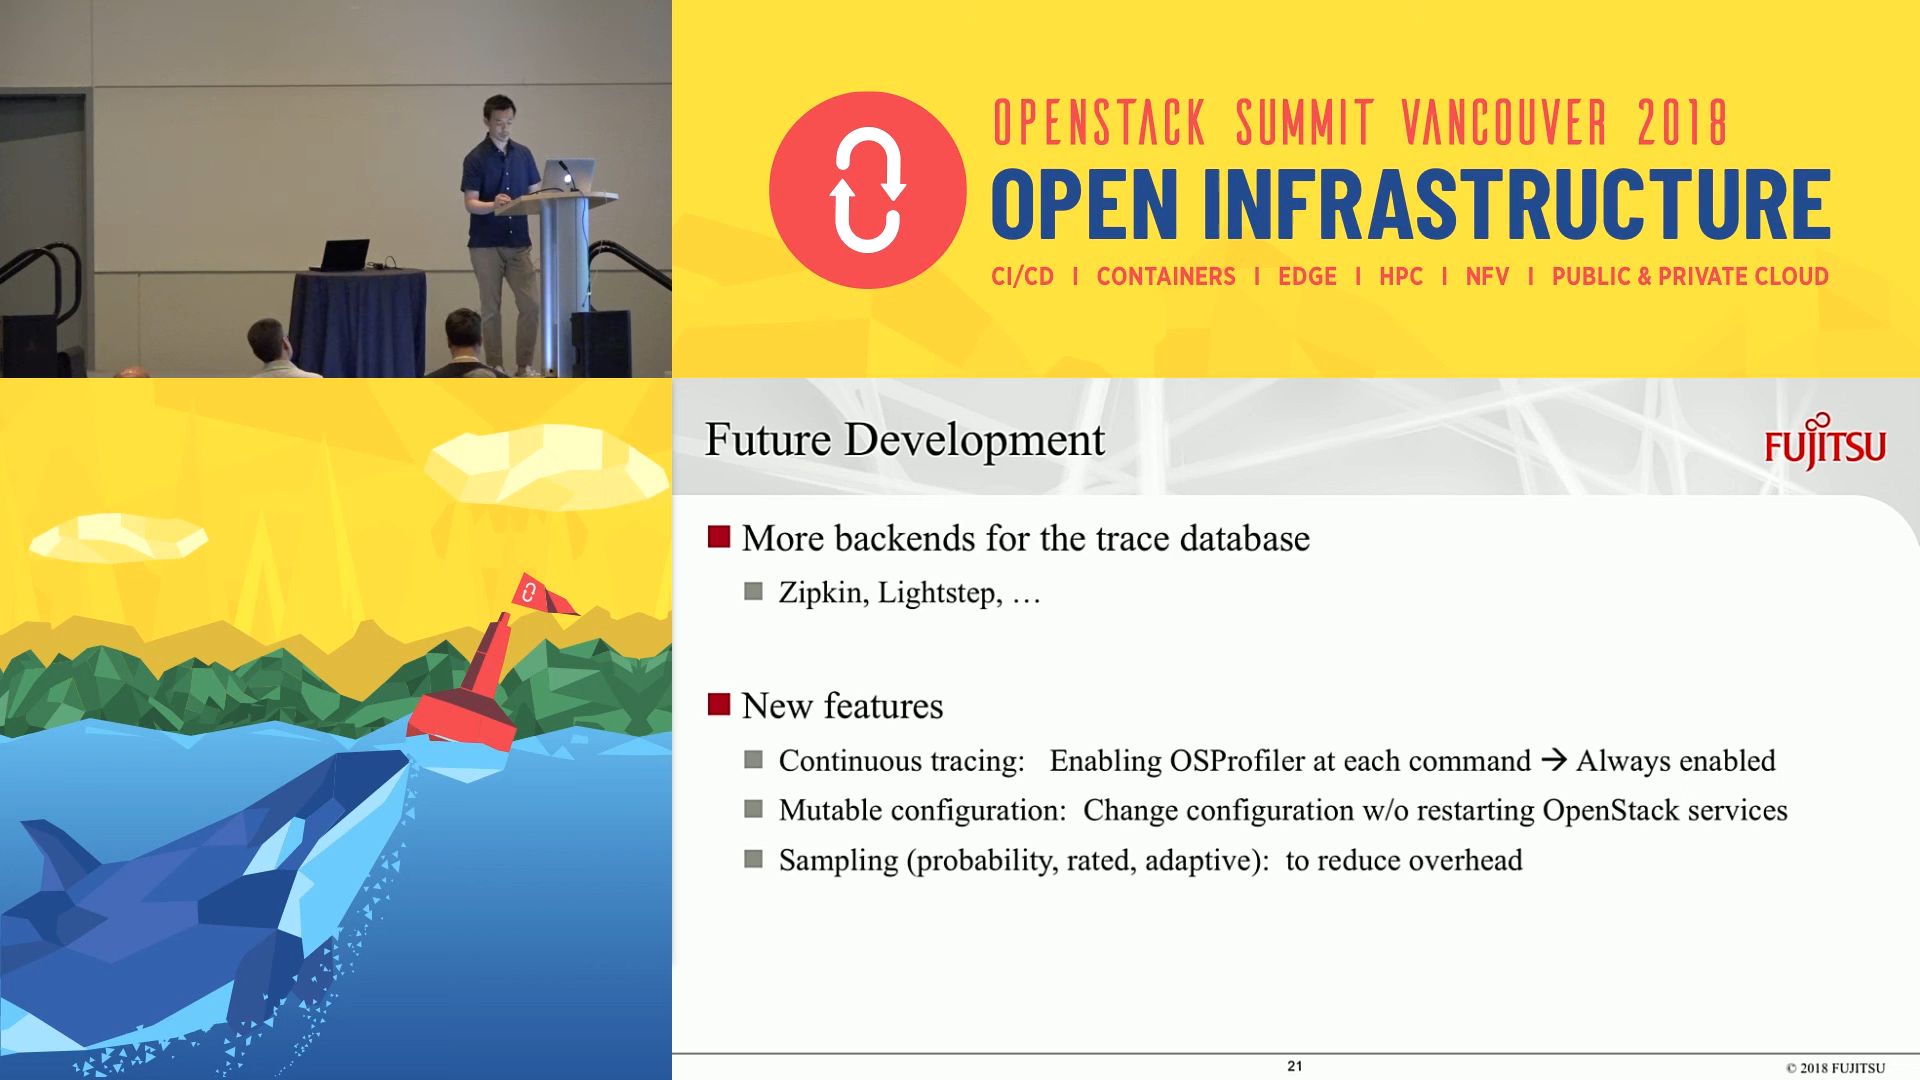 OPENSTACK SUMMIT VANCOUVER 2018
OPEN INFRASTRUCTURE
CI/CD | CONTAINERS | EDGE | HPC | NFV | PUBLIC & PRIVATE CLOUD
Future Development
FUJITSU
More backends for the trace database
Zipkin, Lightstep, …
New features
Continuous tracing: Enabling OSProfiler at each command → Always enabled
Mutable configuration: Change configuration w/o restarting OpenStack services
Sampling (probability, rated, adaptive): to reduce overhead
21
© 2018 FUJITSU